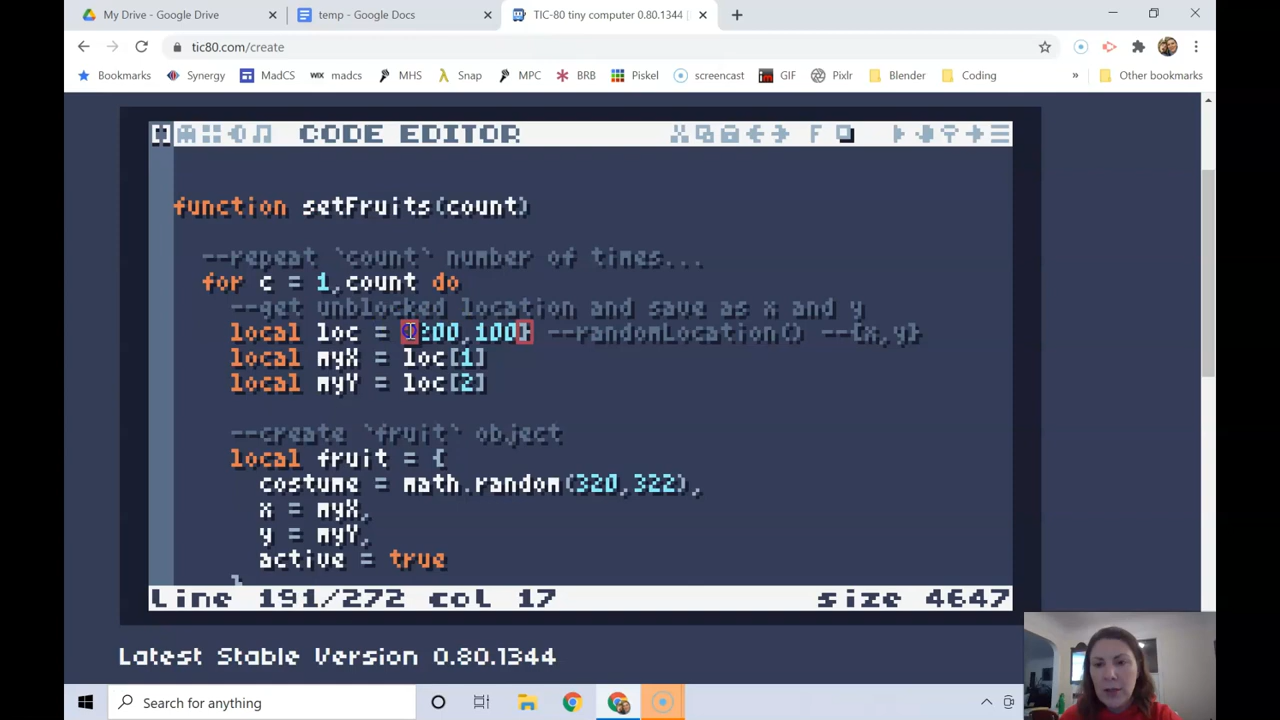 My Drive - Google Drive
temp - Google Docs
TIC-80 tiny computer 0.80.1344
tic80.com/create
Bookmarks
Synergy
MadCS
WIX madcs
MHS
Snap
MPC
BRB
Piskel
screencast
GIF
Pixlr
Blender
Coding
»
Other bookmarks
CODE EDITOR
F
function setFruits(count)
--repeat `count` number of times...
for c = 1,count do
--get unblocked location and save as x and y
local loc = {200,100} --randomLocation() --{x,y}
local myX = loc[1]
local myY = loc[2]
--create `fruit` object
local fruit = {
costume = math.random(320,322),
x = myX,
y = myY,
active = true
}
Line 191/272 col 17
size 4647
Latest Stable Version 0.80.1344
Search for anything